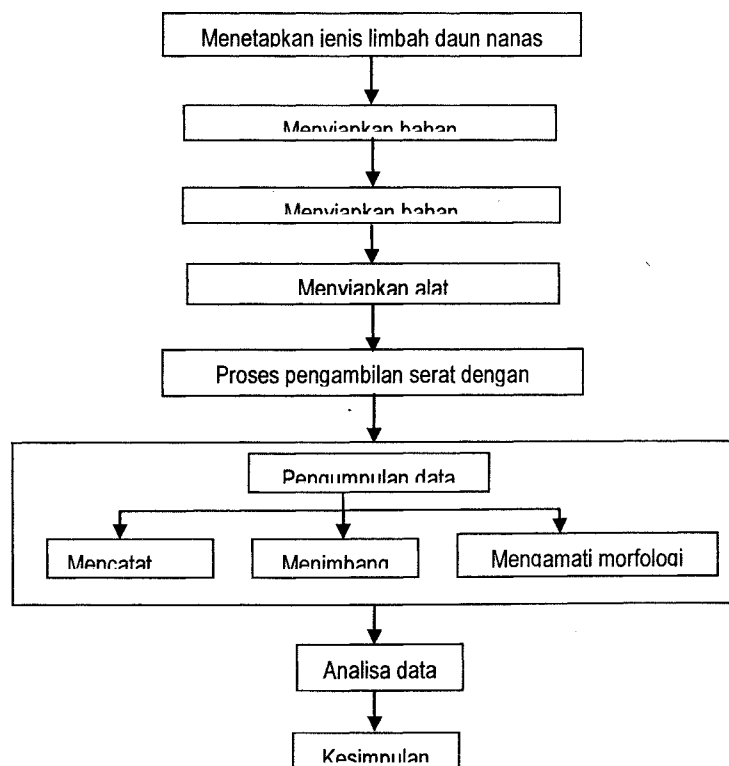 Menetapkan jenis limbah daun nanas
Menyiapkan bahan
Menyiapkan bahan
Menyiapkan alat
Proses pengambilan serat dengan
Pengumpulan data
Mencatat
Menimbang
Mengamati morfologi
Analisa data
Kesimpulan